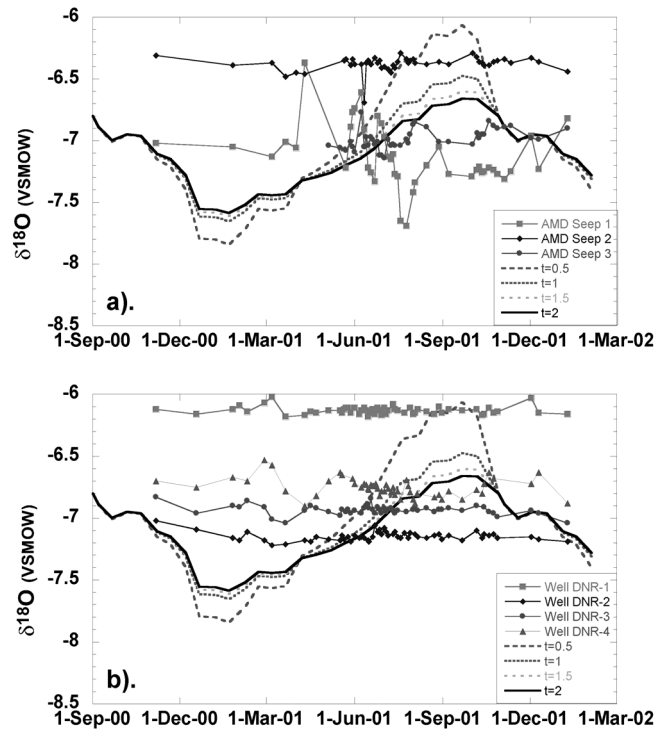 -6
-6.5
-7
-7.5
-8
-8.5
δ18O (VSMOW)
a).
AMD Seep 1
AMD Seep 2
AMD Seep 3
t=0.5
t=1
t=1.5
t=2
1-Sep-00 1-Dec-00 1-Mar-01 1-Jun-01 1-Sep-01 1-Dec-01 1-Mar-02
-6
-6.5
-7
-7.5
-8
-8.5
δ18O (VSMOW)
b).
Well DNR-1
Well DNR-2
Well DNR-3
Well DNR-4
t=0.5
t=1
t=1.5
t=2
1-Sep-00 1-Dec-00 1-Mar-01 1-Jun-01 1-Sep-01 1-Dec-01 1-Mar-02